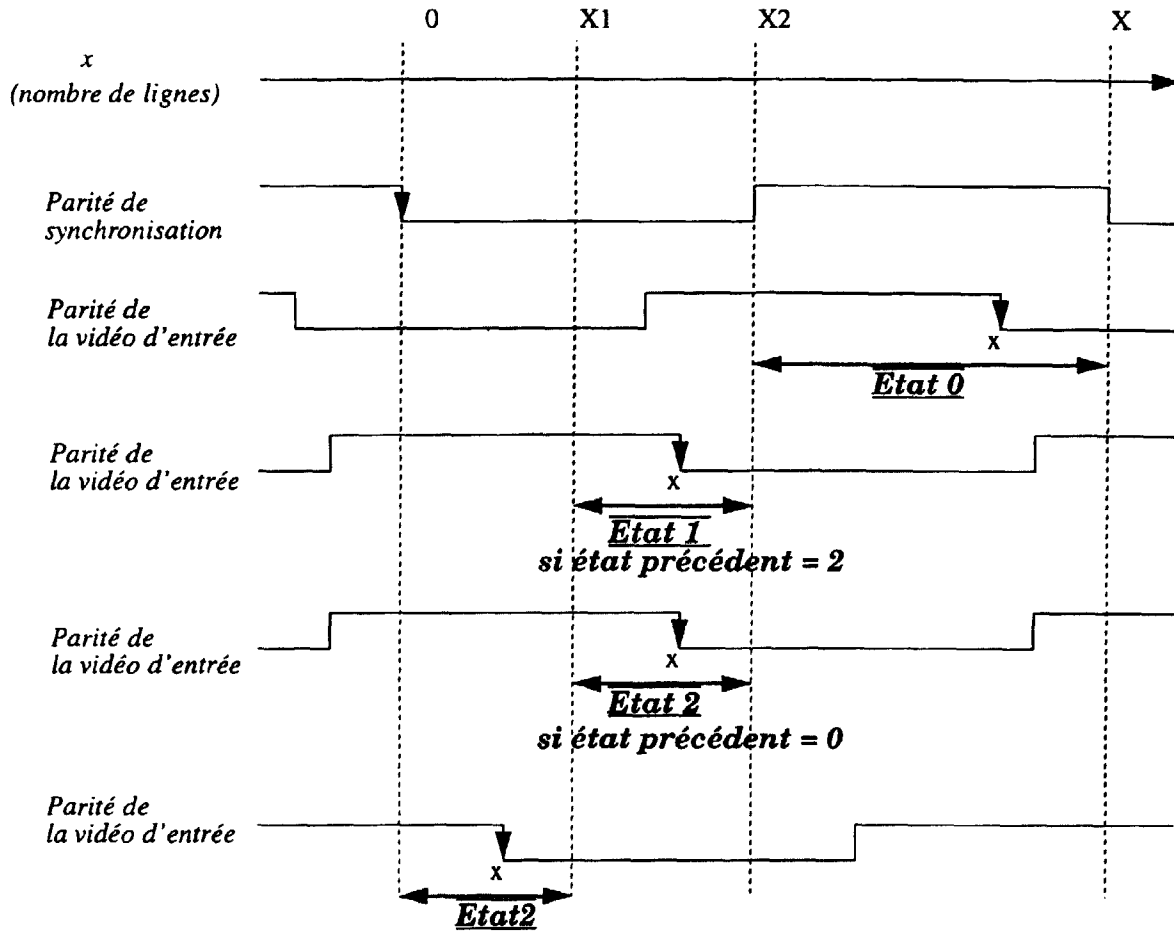 0 X1 X2 X
x
(nombre de lignes)
Parité de
synchronisation
Parité de
la vidéo d'entrée
x
Etat 0
Parité de
la vidéo d'entrée
x
Etat 1
si état précédent = 2
Parité de
la vidéo d'entrée
x
Etat 2
si état précédent = 0
Parité de
la vidéo d'entrée
x
Etat2